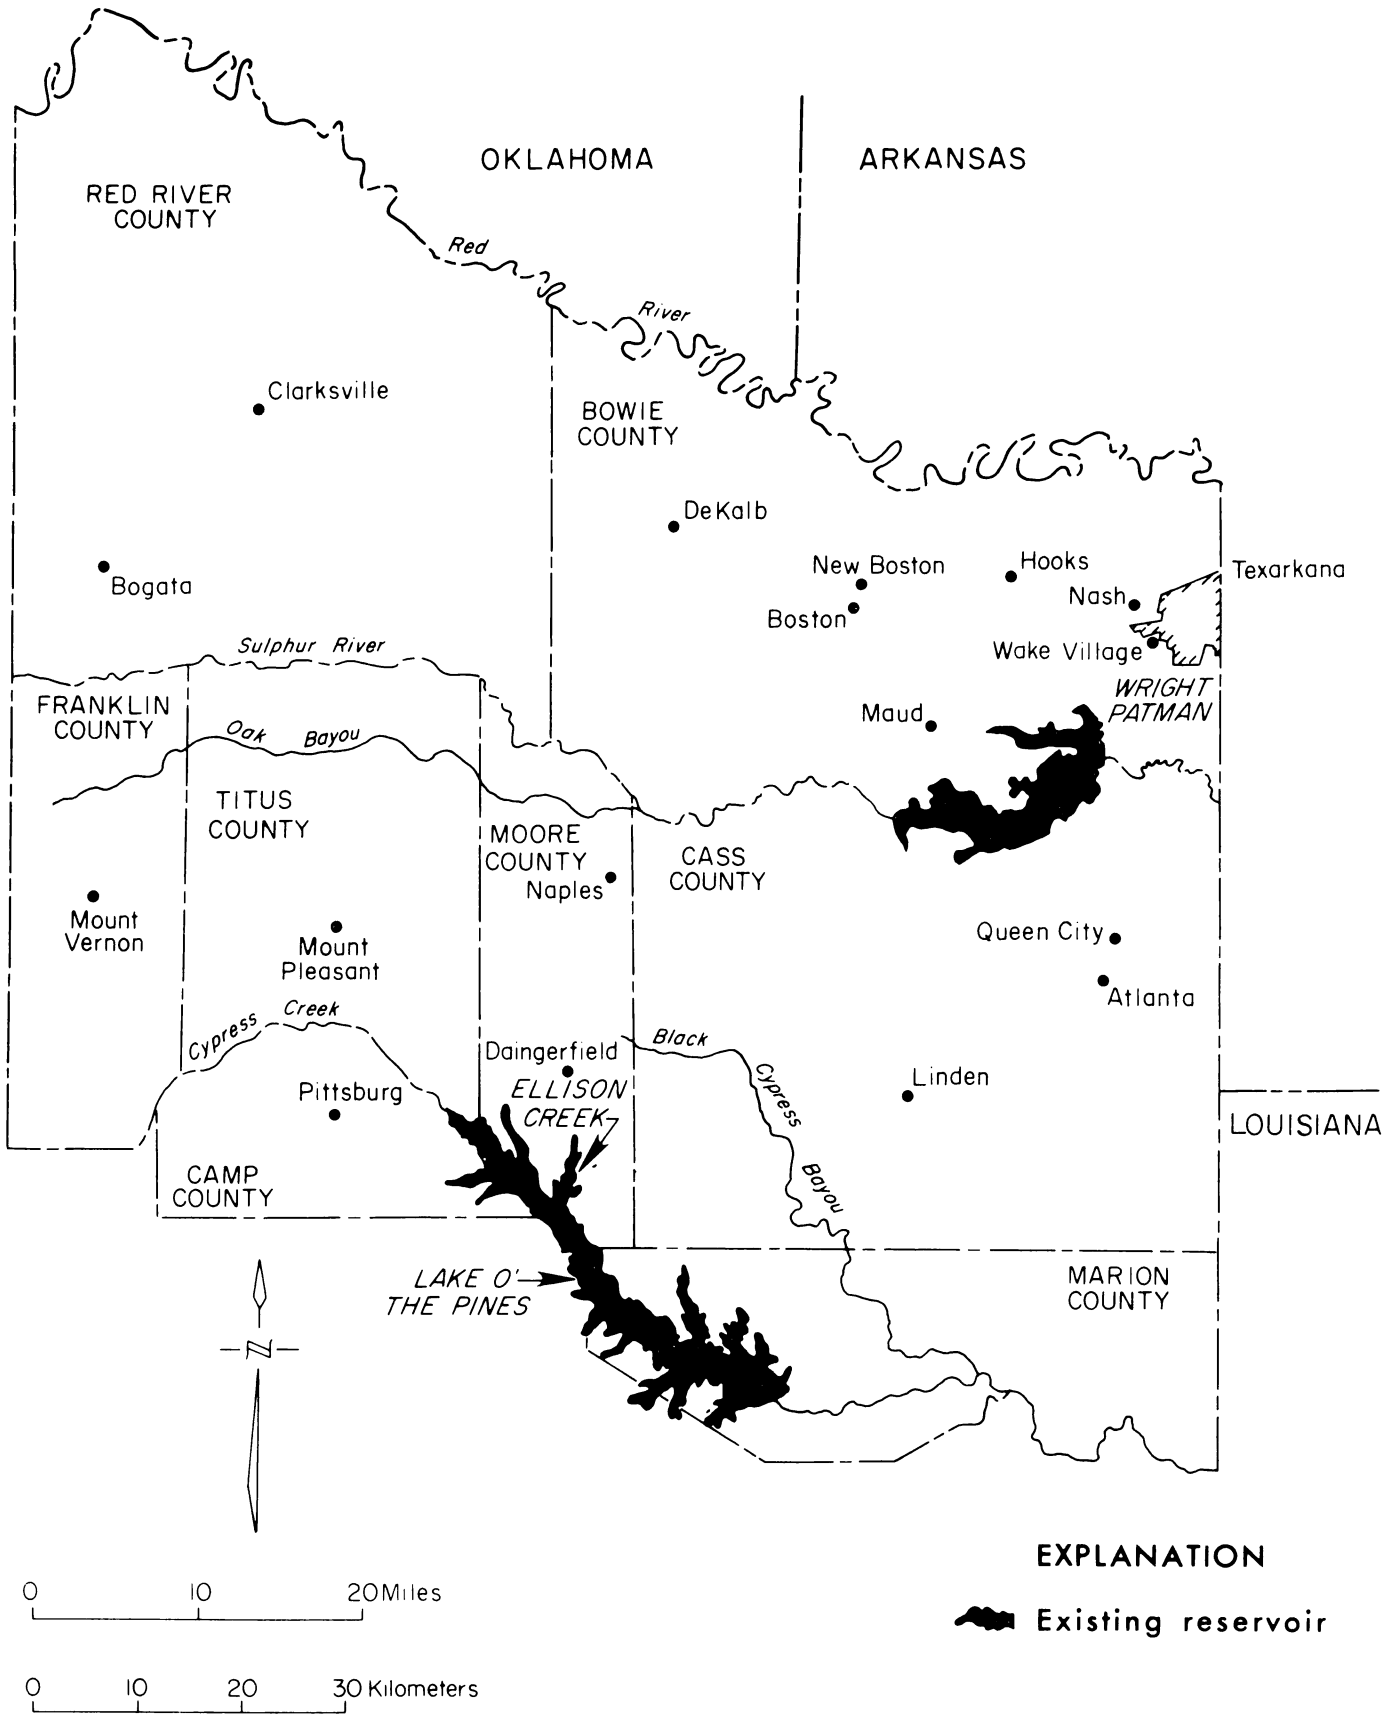 OKLAHOMA
ARKANSAS
RED RIVER
COUNTY
Red
River
Clarksville
BOWIE
COUNTY
DeKalb
New Boston
Hooks
Texarkana
Bogata
Nash
Boston
Sulphur River
Wake Village
WRIGHT
PATMAN
FRANKLIN
COUNTY
Oak Bayou
Maud
TITUS
COUNTY
MOORE
COUNTY
CASS
COUNTY
Naples
Mount
Vernon
Mount
Pleasant
Queen City
Atlanta
Cypress Creek
Black
Cypress
Bayou
Daingerfield
ELLISON
CREEK
Pittsburg
Linden
LOUISIANA
CAMP
COUNTY
LAKE O'
THE PINES
MARION
COUNTY
N
EXPLANATION
Existing reservoir
0 10 20 Miles
0 10 20 30 Kilometers